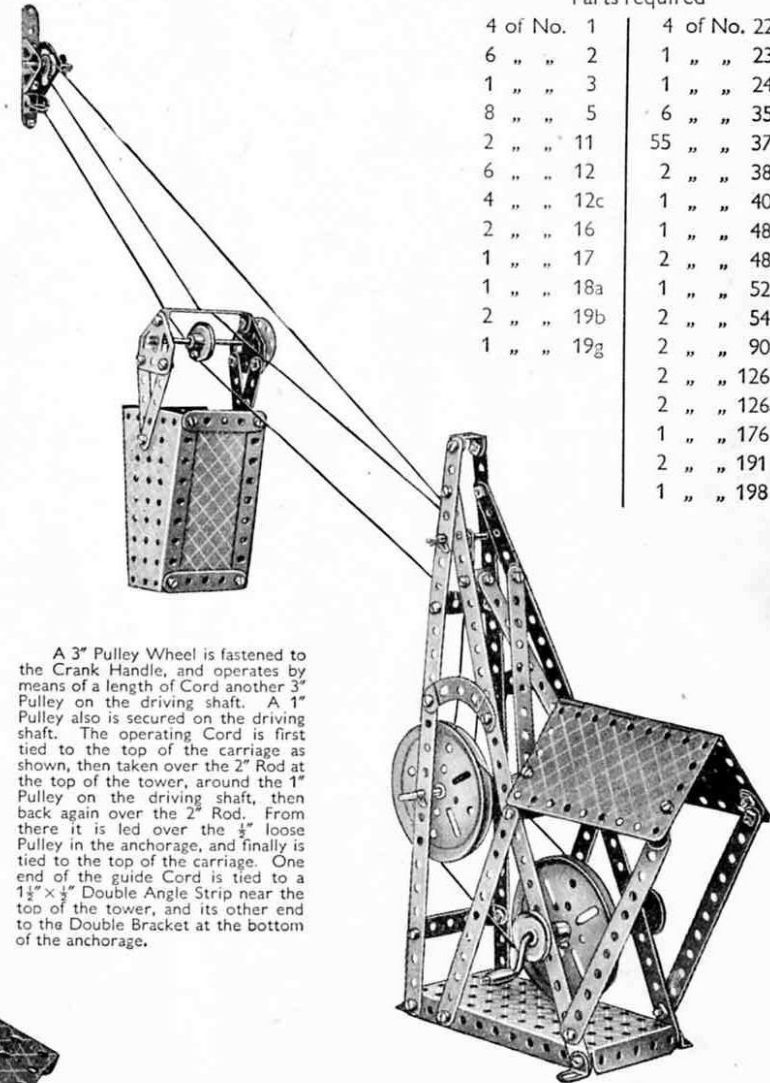 Parts required
4 of No. 1
6 „ „ 2
1 „ „ 3
8 „ „ 5
2 „ „ 11
6 „ „ 12
4 „ „ 12c
2 „ „ 16
1 „ „ 17
1 „ „ 18a
2 „ „ 19b
1 „ „ 19g
4 of No. 22
1 „ „ 23
1 „ „ 24
6 „ „ 35
55 „ „ 37
2 „ „ 38
1 „ „ 40
1 „ „ 48
2 „ „ 48
1 „ „ 52
2 „ „ 54
2 „ „ 90
2 „ „ 126
2 „ „ 126
1 „ „ 176
2 „ „ 191
1 „ „ 198
A 3″ Pulley Wheel is fastened to
the Crank Handle, and operates by
means of a length of Cord another 3″
Pulley on the driving shaft. A 1″
Pulley also is secured on the driving
shaft. The operating Cord is first
tied to the top of the carriage as
shown, then taken over the 2″ Rod at
the top of the tower, around the 1″
Pulley on the driving shaft, then
back again over the 2″ Rod. From
there it is led over the ½″ loose
Pulley in the anchorage, and finally is
tied to the top of the carriage. One
end of the guide Cord is tied to a
1½″ × ½″ Double Angle Strip near the
top of the tower, and its other end
to the Double Bracket at the bottom
of the anchorage.